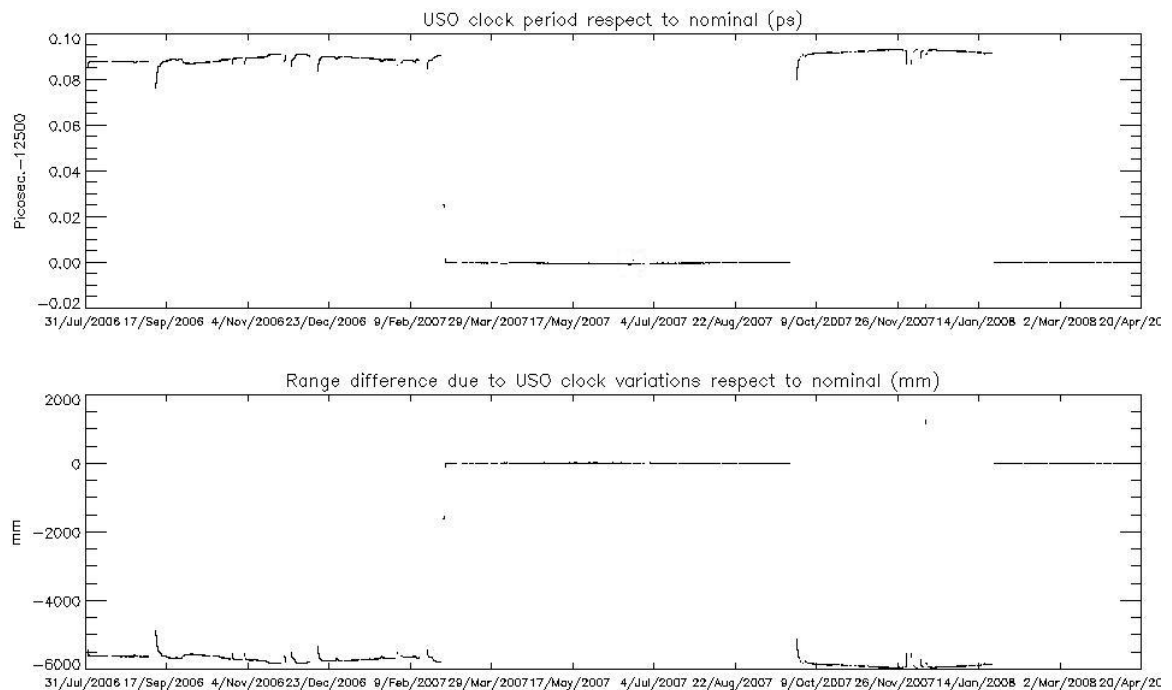 USO clock period respect to nominal (ps)
0.10
0.08
0.06
0.04
0.02
0.00
−0.02
Picosec.−12500
31/Jul/2006 17/Sep/2006 4/Nov/2006 23/Dec/2006 9/Feb/2007 29/Mar/2007 17/May/2007 4/Jul/2007 22/Aug/2007 9/Oct/2007 26/Nov/2007 14/Jan/2008 2/Mar/2008 20/Apr/20
Range difference due to USO clock variations respect to nominal (mm)
2000
0
−2000
−4000
−6000
mm
31/Jul/2006 17/Sep/2006 4/Nov/2006 23/Dec/2006 9/Feb/2007 29/Mar/2007 17/May/2007 4/Jul/2007 22/Aug/2007 9/Oct/2007 26/Nov/2007 14/Jan/2008 2/Mar/2008 20/Apr/20